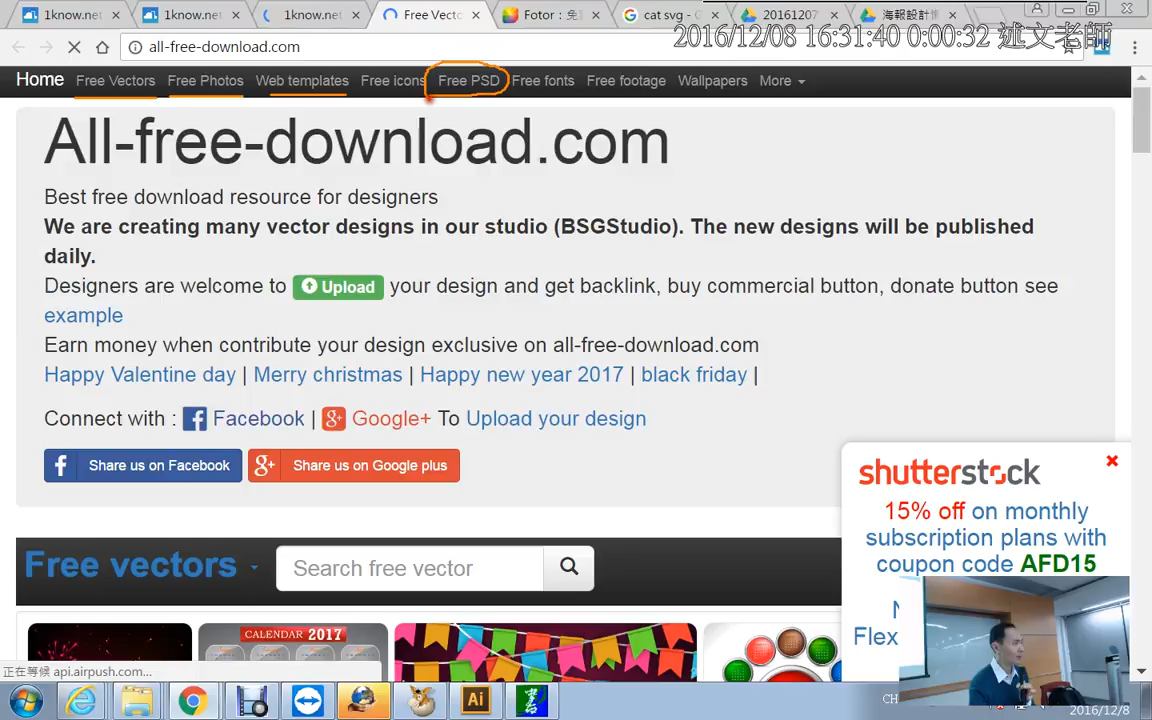 1know.net
1know.net
1know.net
Free Vecto
Fotor : 免
cat svg - G
20161207
海報設計
2016/12/08 16:31:40 0:00:32 述文老師
all-free-download.com
Home Free Vectors Free Photos Web templates Free icons Free PSD Free fonts Free footage Wallpapers More
All-free-download.com
Best free download resource for designers
We are creating many vector designs in our studio (BSGStudio). The new designs will be published
daily.
Designers are welcome to Upload your design and get backlink, buy commercial button, donate button see
example
Earn money when contribute your design exclusive on all-free-download.com
Happy Valentine day | Merry christmas | Happy new year 2017 | black friday |
Connect with : Facebook | Google+ To Upload your design
Share us on Facebook Share us on Google plus
shutterstock
15% off on monthly
subscription plans with
coupon code AFD15
Flex
Free vectors
Search free vector
CALENDAR 2017
正在等候 api.airpush.com...
Ai
CH
2016/12/8